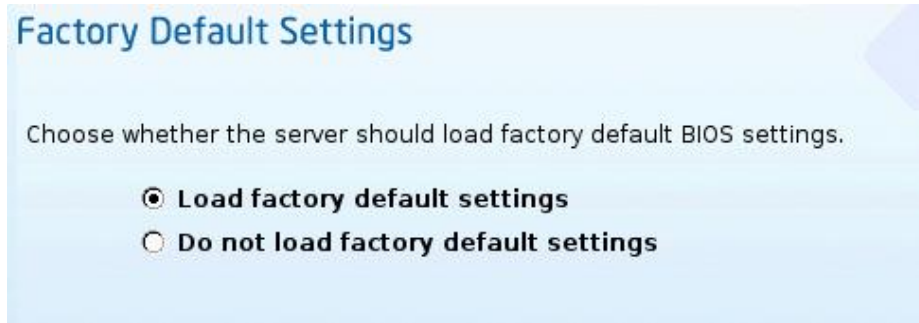 Factory Default Settings
Choose whether the server should load factory default BIOS settings.
Load factory default settings
Do not load factory default settings